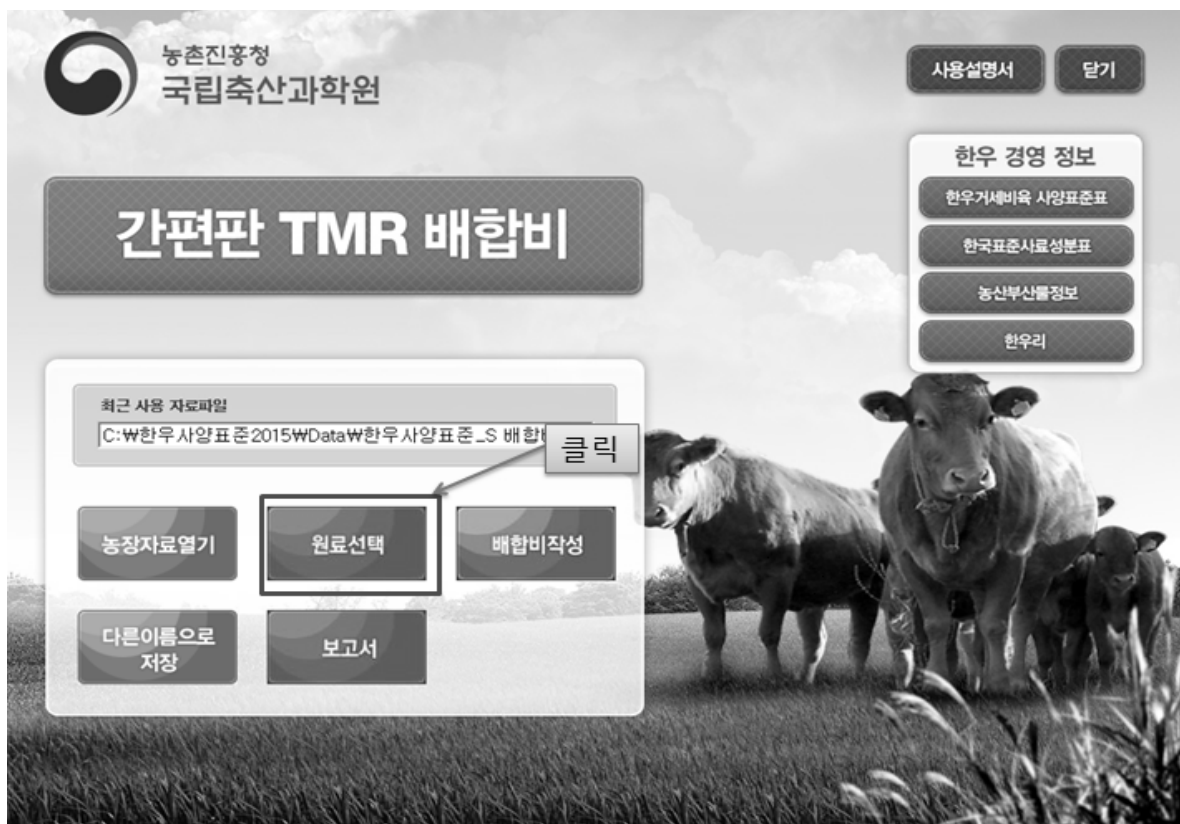 농촌진흥청
국립축산과학원
사용설명서
닫기
간편판 TMR 배합비
한우 경영 정보
한우거세비육 사양표준표
한국표준사료성분표
농산부산물정보
한우리
최근 사용 자료파일
C:₩한우사양표준2015₩Data₩한우사양표준_S 배합
클릭
농장자료열기
원료선택
배합비작성
다른이름으로
저장
보고서